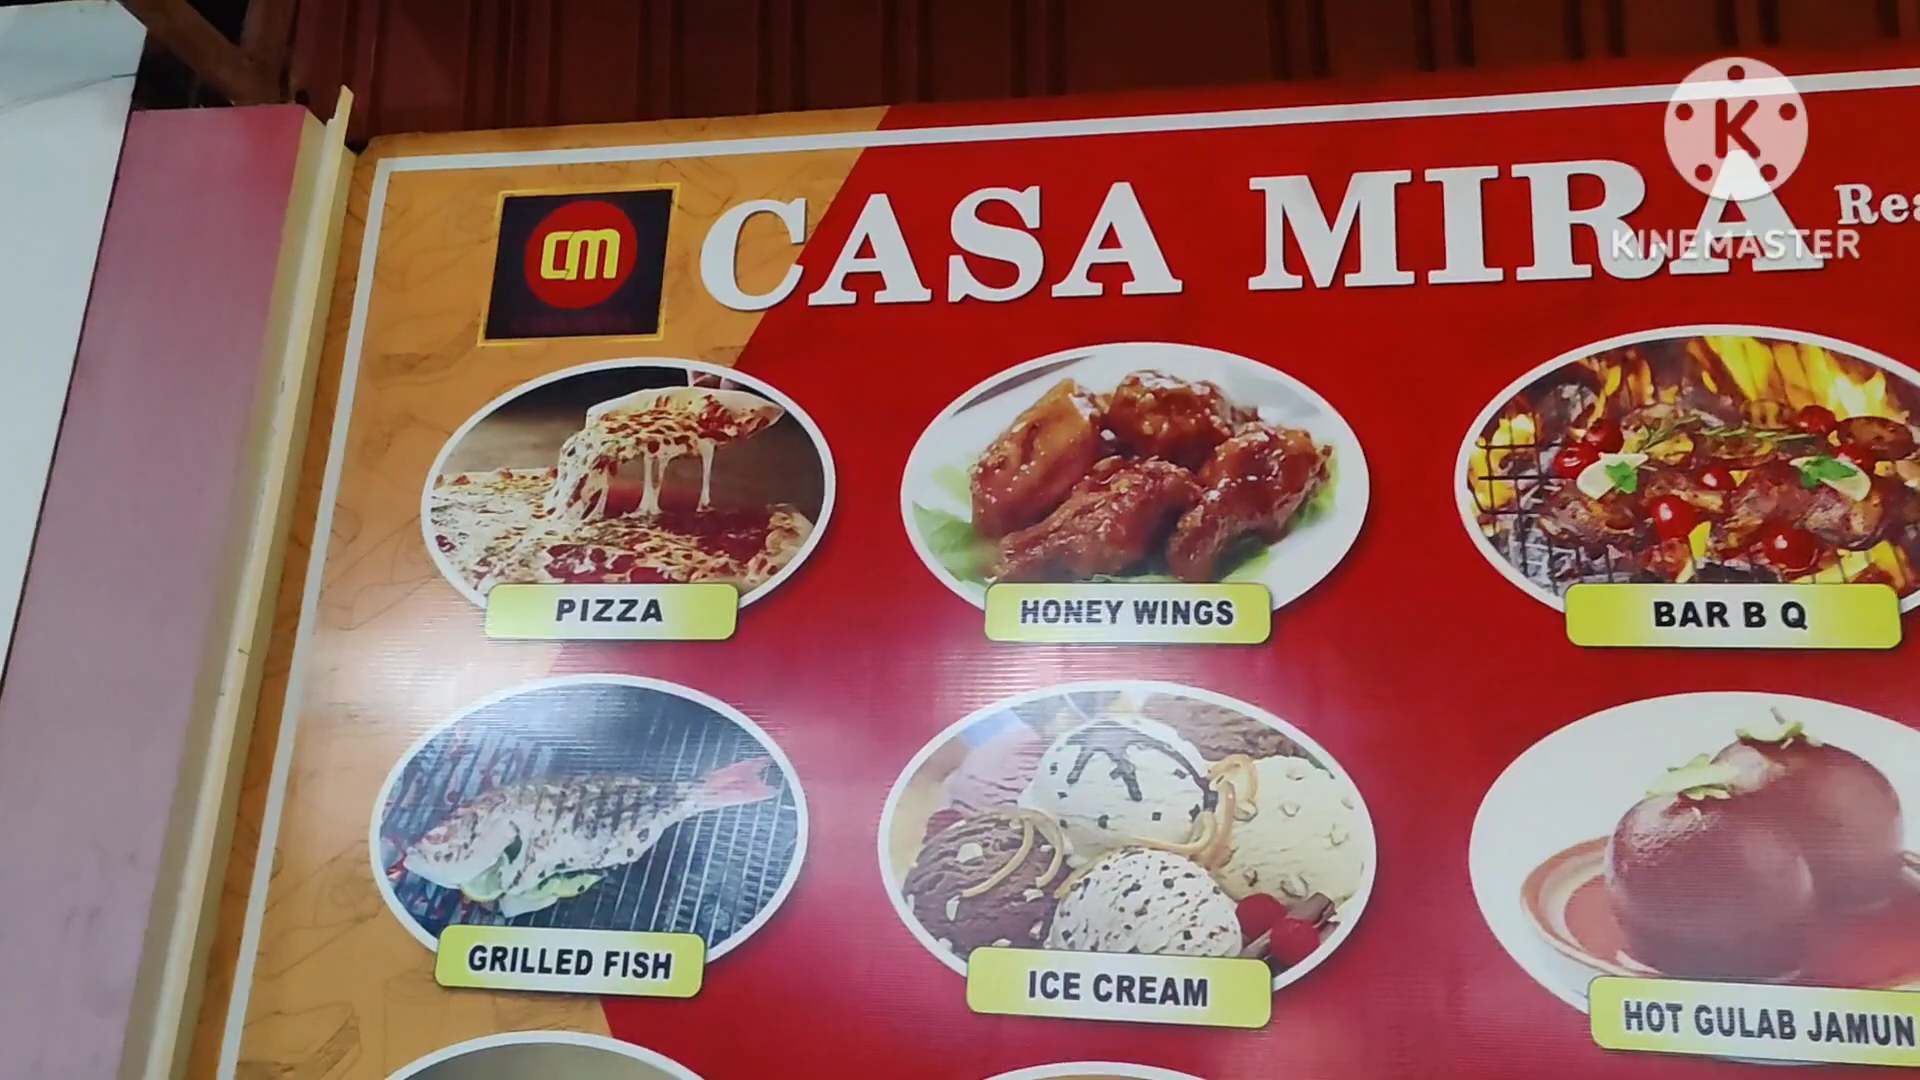 CM
CASA MIRA
KINEMASTER
PIZZA
HONEY WINGS
BAR B Q
GRILLED FISH
ICE CREAM
HOT GULAB JAMUN